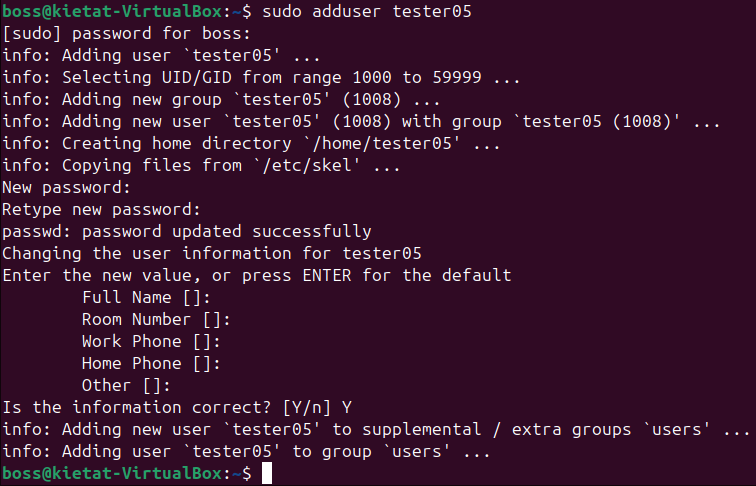 boss@kietat-VirtualBox:~$ sudo adduser tester05
[sudo] password for boss:
info: Adding user `tester05' ...
info: Selecting UID/GID from range 1000 to 59999 ...
info: Adding new group `tester05' (1008) ...
info: Adding new user `tester05' (1008) with group `tester05 (1008)' ...
info: Creating home directory `/home/tester05' ...
info: Copying files from `/etc/skel' ...
New password:
Retype new password:
passwd: password updated successfully
Changing the user information for tester05
Enter the new value, or press ENTER for the default
        Full Name []:
        Room Number []:
        Work Phone []:
        Home Phone []:
        Other []:
Is the information correct? [Y/n] Y
info: Adding new user `tester05' to supplemental / extra groups `users' ...
info: Adding user `tester05' to group `users' ...
boss@kietat-VirtualBox:~$